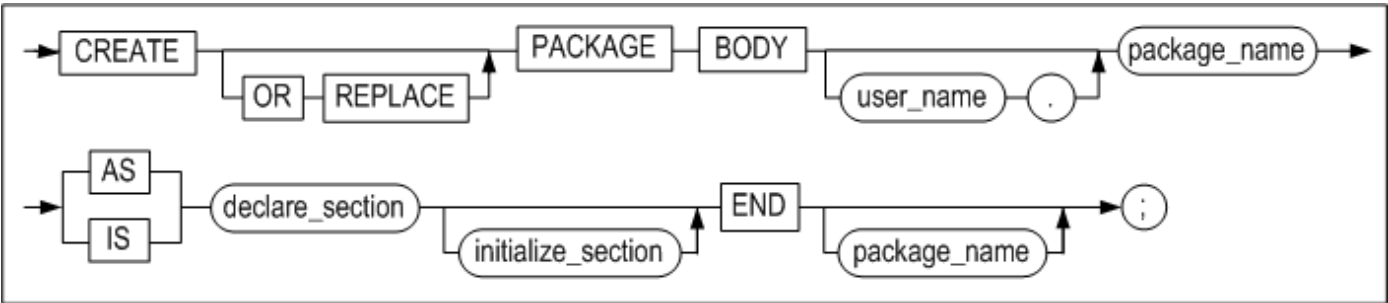 CREATE PACKAGE BODY package_name
OR REPLACE user_name .
AS
declare_section END ;
IS initialize_section package_name